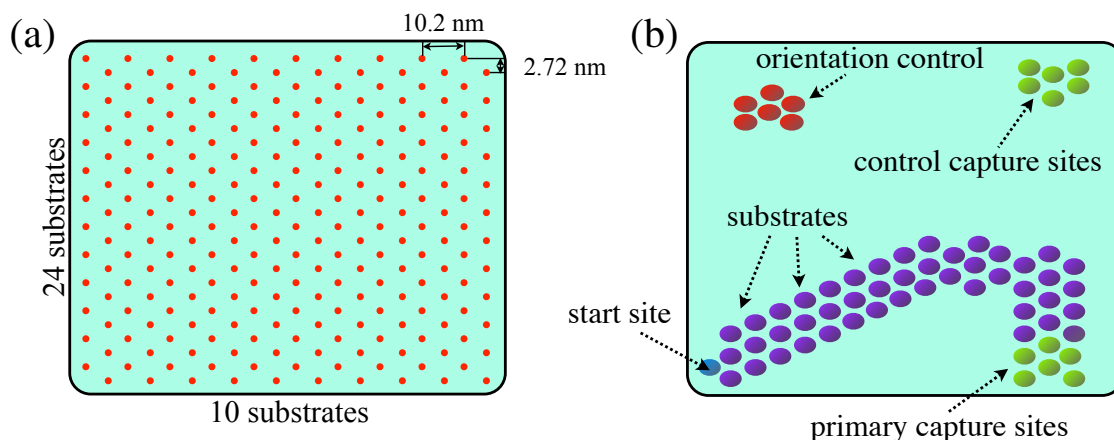 (a)
10.2 nm
2.72 nm
24 substrates
10 substrates
(b)
orientation control
control capture sites
substrates
start site
primary capture sites